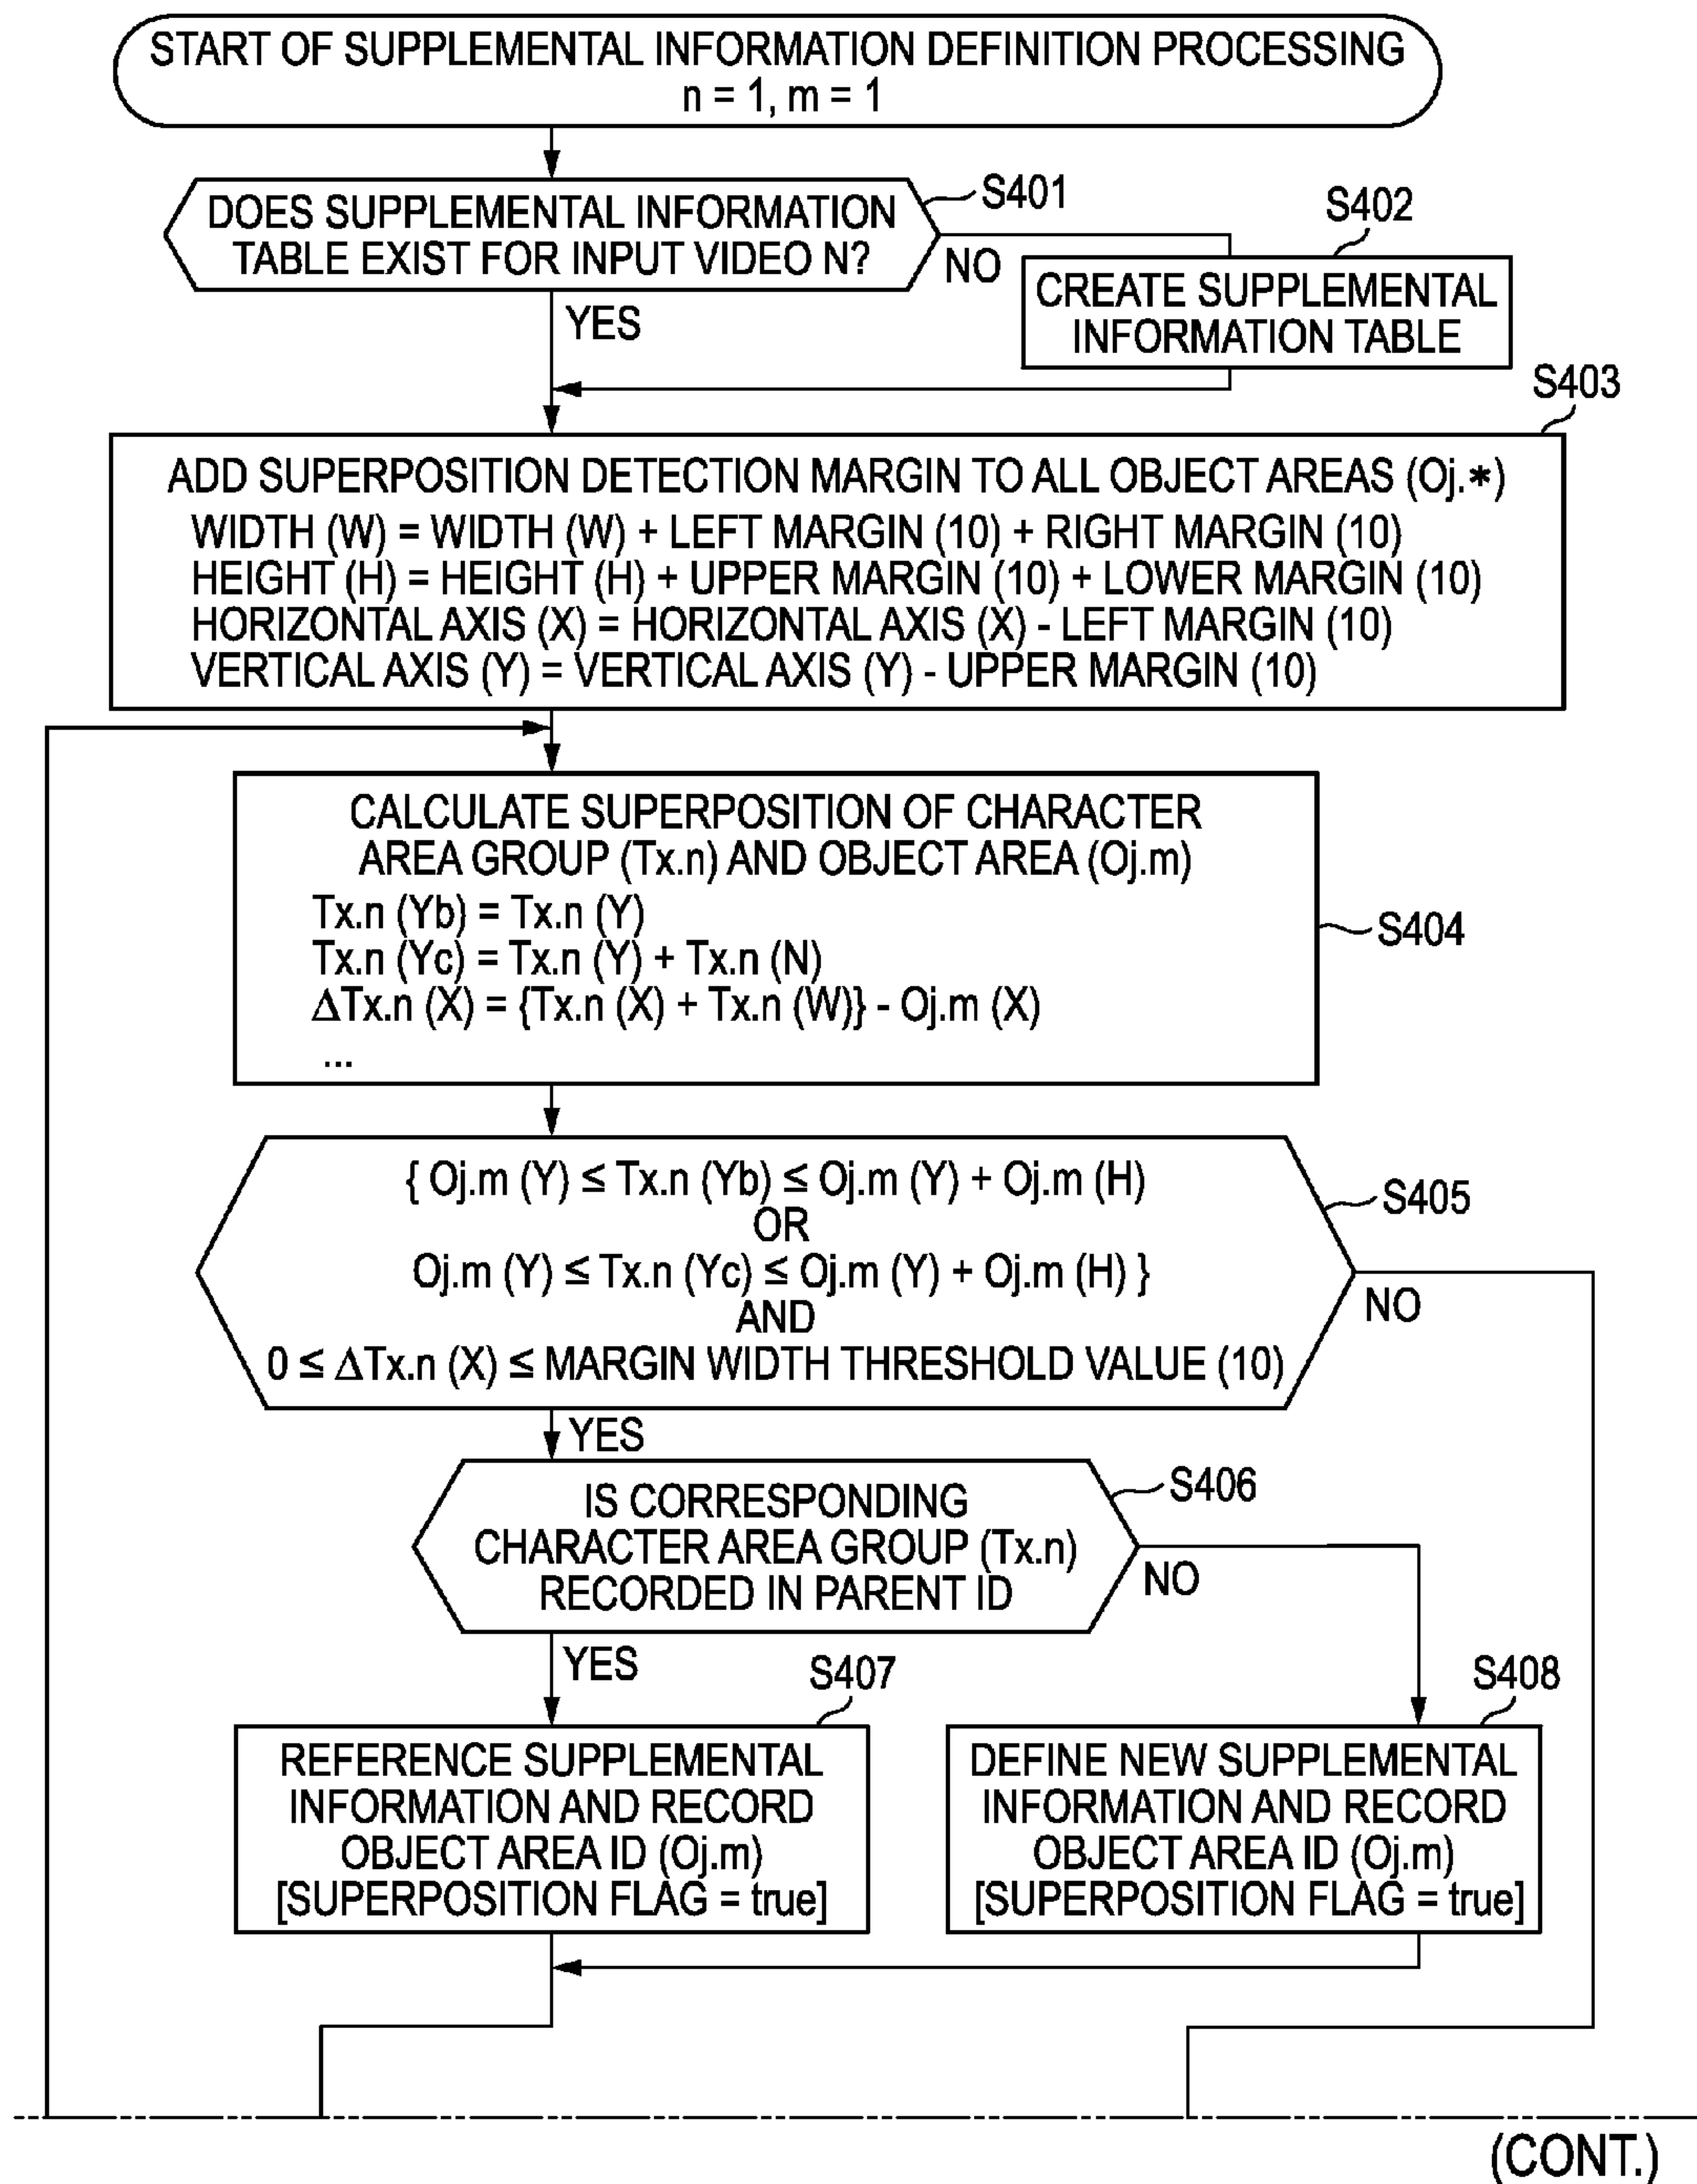 START OF SUPPLEMENTAL INFORMATION DEFINITION PROCESSING
n = 1, m = 1
S401
DOES SUPPLEMENTAL INFORMATION
TABLE EXIST FOR INPUT VIDEO N?
NO
YES
S402
CREATE SUPPLEMENTAL
INFORMATION TABLE
S403
ADD SUPERPOSITION DETECTION MARGIN TO ALL OBJECT AREAS (Oj.*)
WIDTH (W) = WIDTH (W) + LEFT MARGIN (10) + RIGHT MARGIN (10)
HEIGHT (H) = HEIGHT (H) + UPPER MARGIN (10) + LOWER MARGIN (10)
HORIZONTAL AXIS (X) = HORIZONTAL AXIS (X) - LEFT MARGIN (10)
VERTICAL AXIS (Y) = VERTICAL AXIS (Y) - UPPER MARGIN (10)
CALCULATE SUPERPOSITION OF CHARACTER
AREA GROUP (Tx.n) AND OBJECT AREA (Oj.m)
Tx.n (Yb) = Tx.n (Y)
Tx.n (Yc) = Tx.n (Y) + Tx.n (N)
ΔTx.n (X) = {Tx.n (X) + Tx.n (W)} - Oj.m (X)
...
S404
{ Oj.m (Y) ≤ Tx.n (Yb) ≤ Oj.m (Y) + Oj.m (H)
OR
Oj.m (Y) ≤ Tx.n (Yc) ≤ Oj.m (Y) + Oj.m (H) }
AND
0 ≤ ΔTx.n (X) ≤ MARGIN WIDTH THRESHOLD VALUE (10)
S405
NO
YES
IS CORRESPONDING
CHARACTER AREA GROUP (Tx.n)
RECORDED IN PARENT ID
S406
NO
YES
S407
REFERENCE SUPPLEMENTAL
INFORMATION AND RECORD
OBJECT AREA ID (Oj.m)
[SUPERPOSITION FLAG = true]
S408
DEFINE NEW SUPPLEMENTAL
INFORMATION AND RECORD
OBJECT AREA ID (Oj.m)
[SUPERPOSITION FLAG = true]
(CONT.)